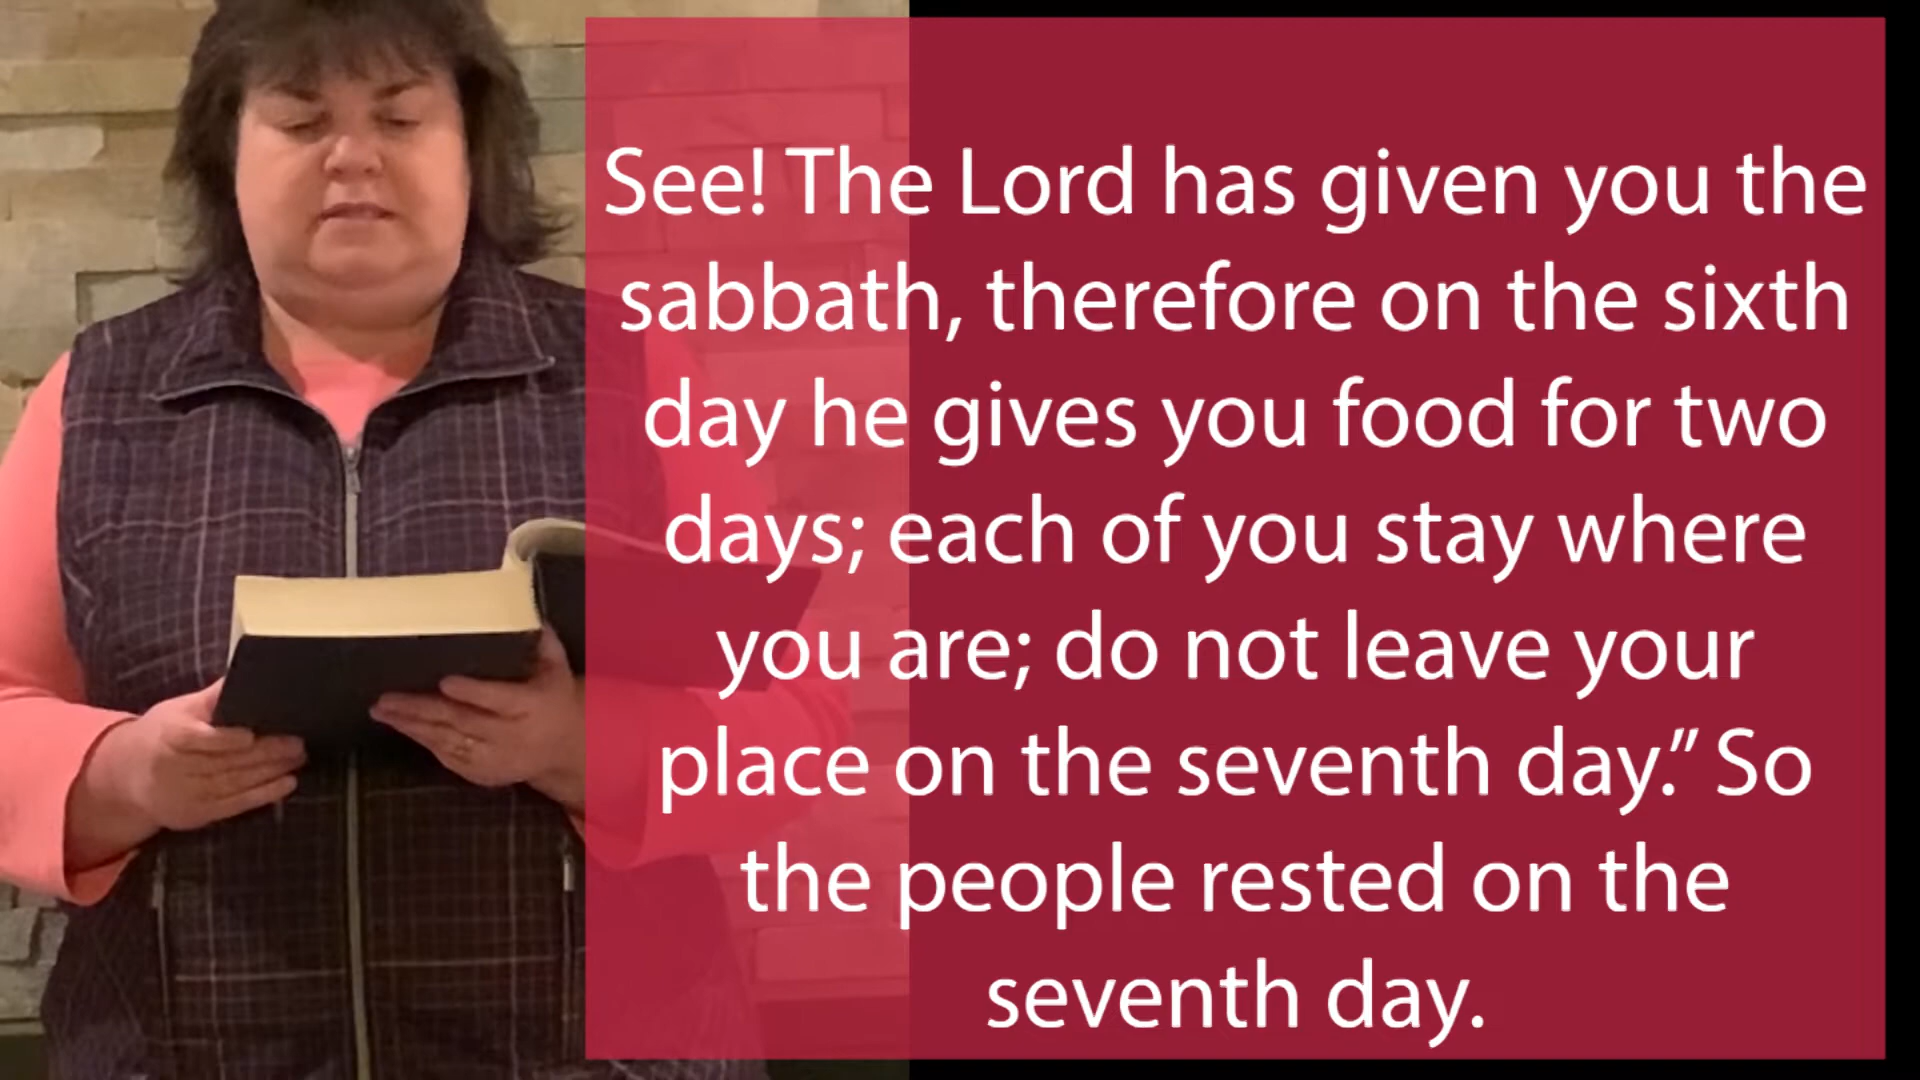 See! The Lord has given you the
sabbath, therefore on the sixth
day he gives you food for two
days; each of you stay where
you are; do not leave your
place on the seventh day.” So
the people rested on the
seventh day.